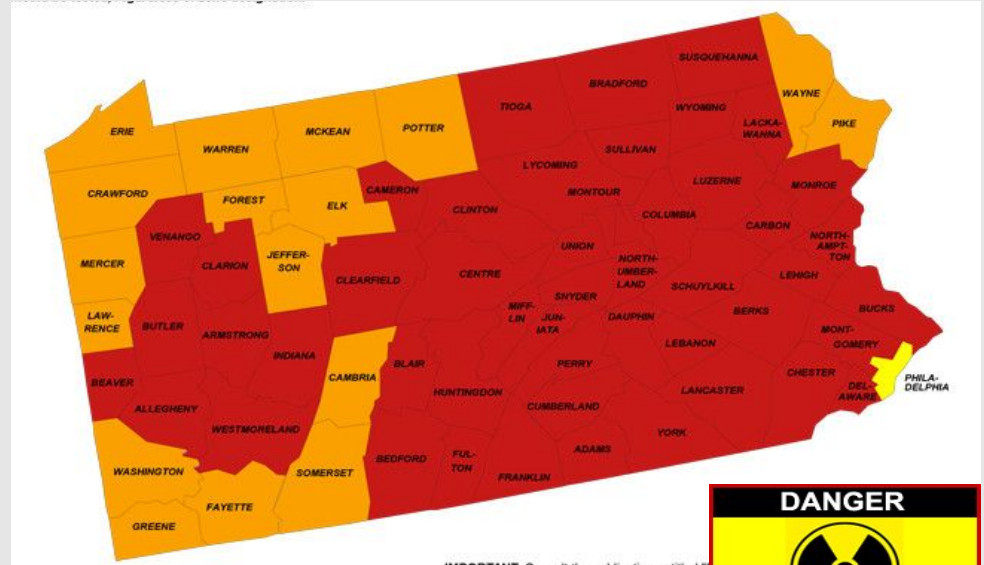 SUSQUEHANNA
BRADFORD
TIOGA
WAYNE
WYOMING
ERIE
MCKEAN
POTTER
LACKA-
WANNA
PIKE
WARREN
SULLIVAN
LYCOMING
LUZERNE
MONROE
CRAWFORD
FOREST
ELK
CAMERON
MONTOUR
CLINTON
COLUMBIA
CARBON
VENANGO
NORTH-
AMPT-
TON
UNION
JEFFER-
SON
CLARION
MERCER
NORTH-
UMBER-
LAND
CENTRE
LEHIGH
CLEARFIELD
SCHUYLKILL
SNYDER
MIFF-
LIN
JUN-
IATA
DAUPHIN
BERKS
BUCKS
LAW-
RENCE
BUTLER
ARMSTRONG
MONT-
GOMERY
LEBANON
INDIANA
BLAIR
PERRY
CHESTER
CAMBRIA
BEAVER
PHILA-
DELPHIA
DEL-
AWARE
HUNTINGDON
LANCASTER
ALLEGHENY
CUMBERLAND
WESTMORELAND
YORK
ADAMS
BEDFORD
FUL-
TON
WASHINGTON
SOMERSET
FRANKLIN
FAYETTE
GREENE
DANGER